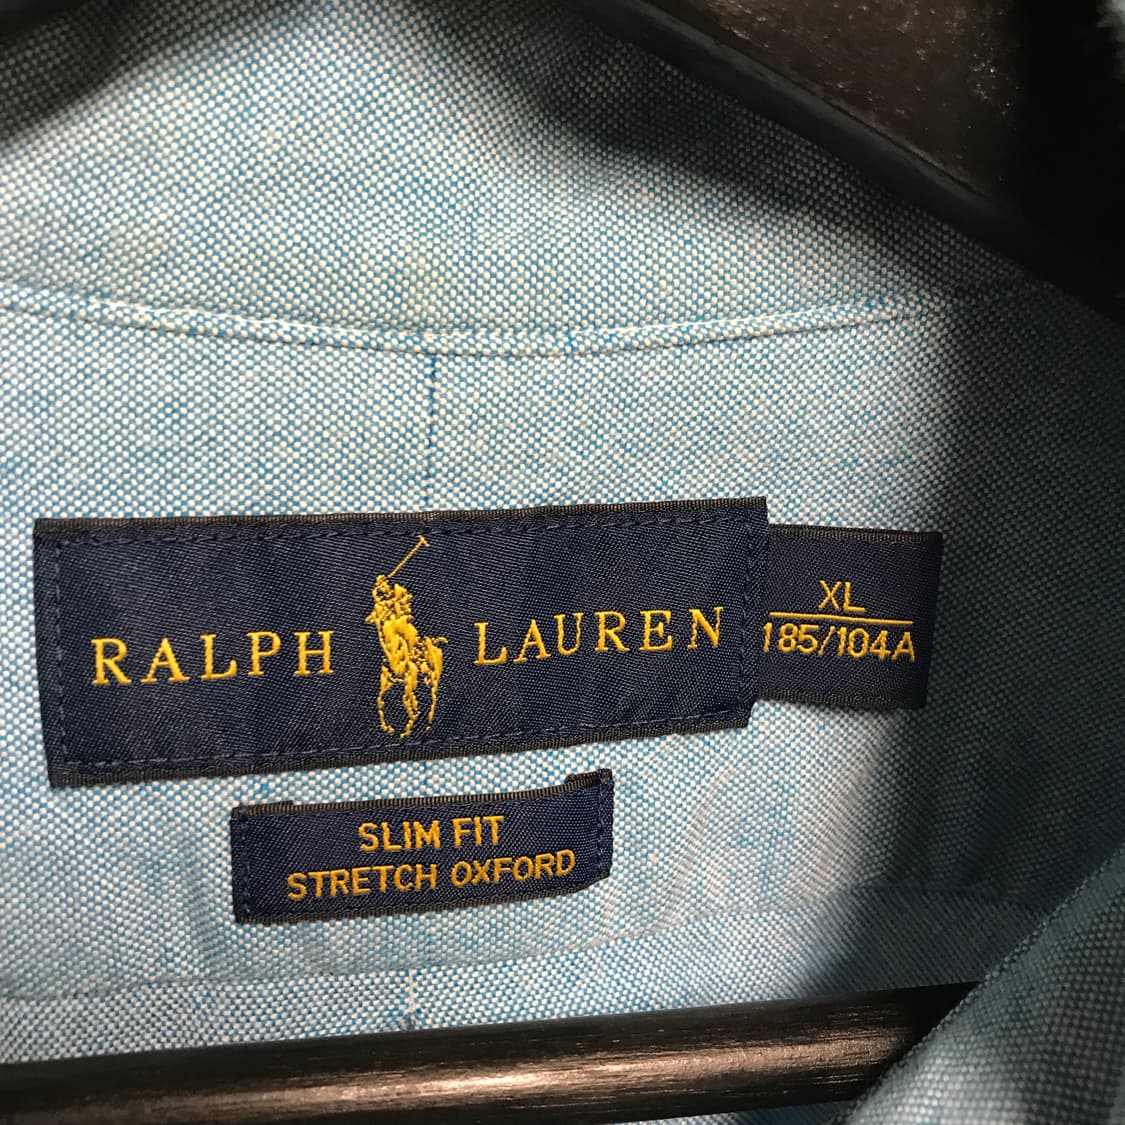 RALPH LAUREN
XL
185/104A
SLIM FIT
STRETCH OXFORD